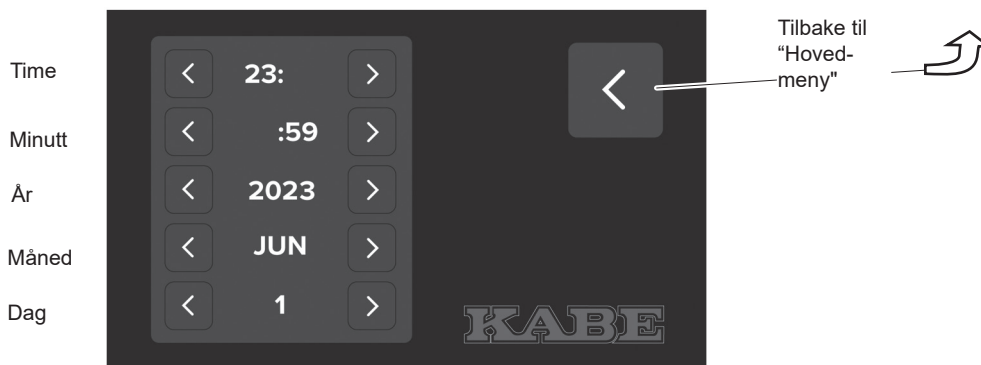 Time
23:
Minutt
:59
År
2023
Måned
JUN
Dag
1
Tilbake til
“Hoved-
meny"
KABE